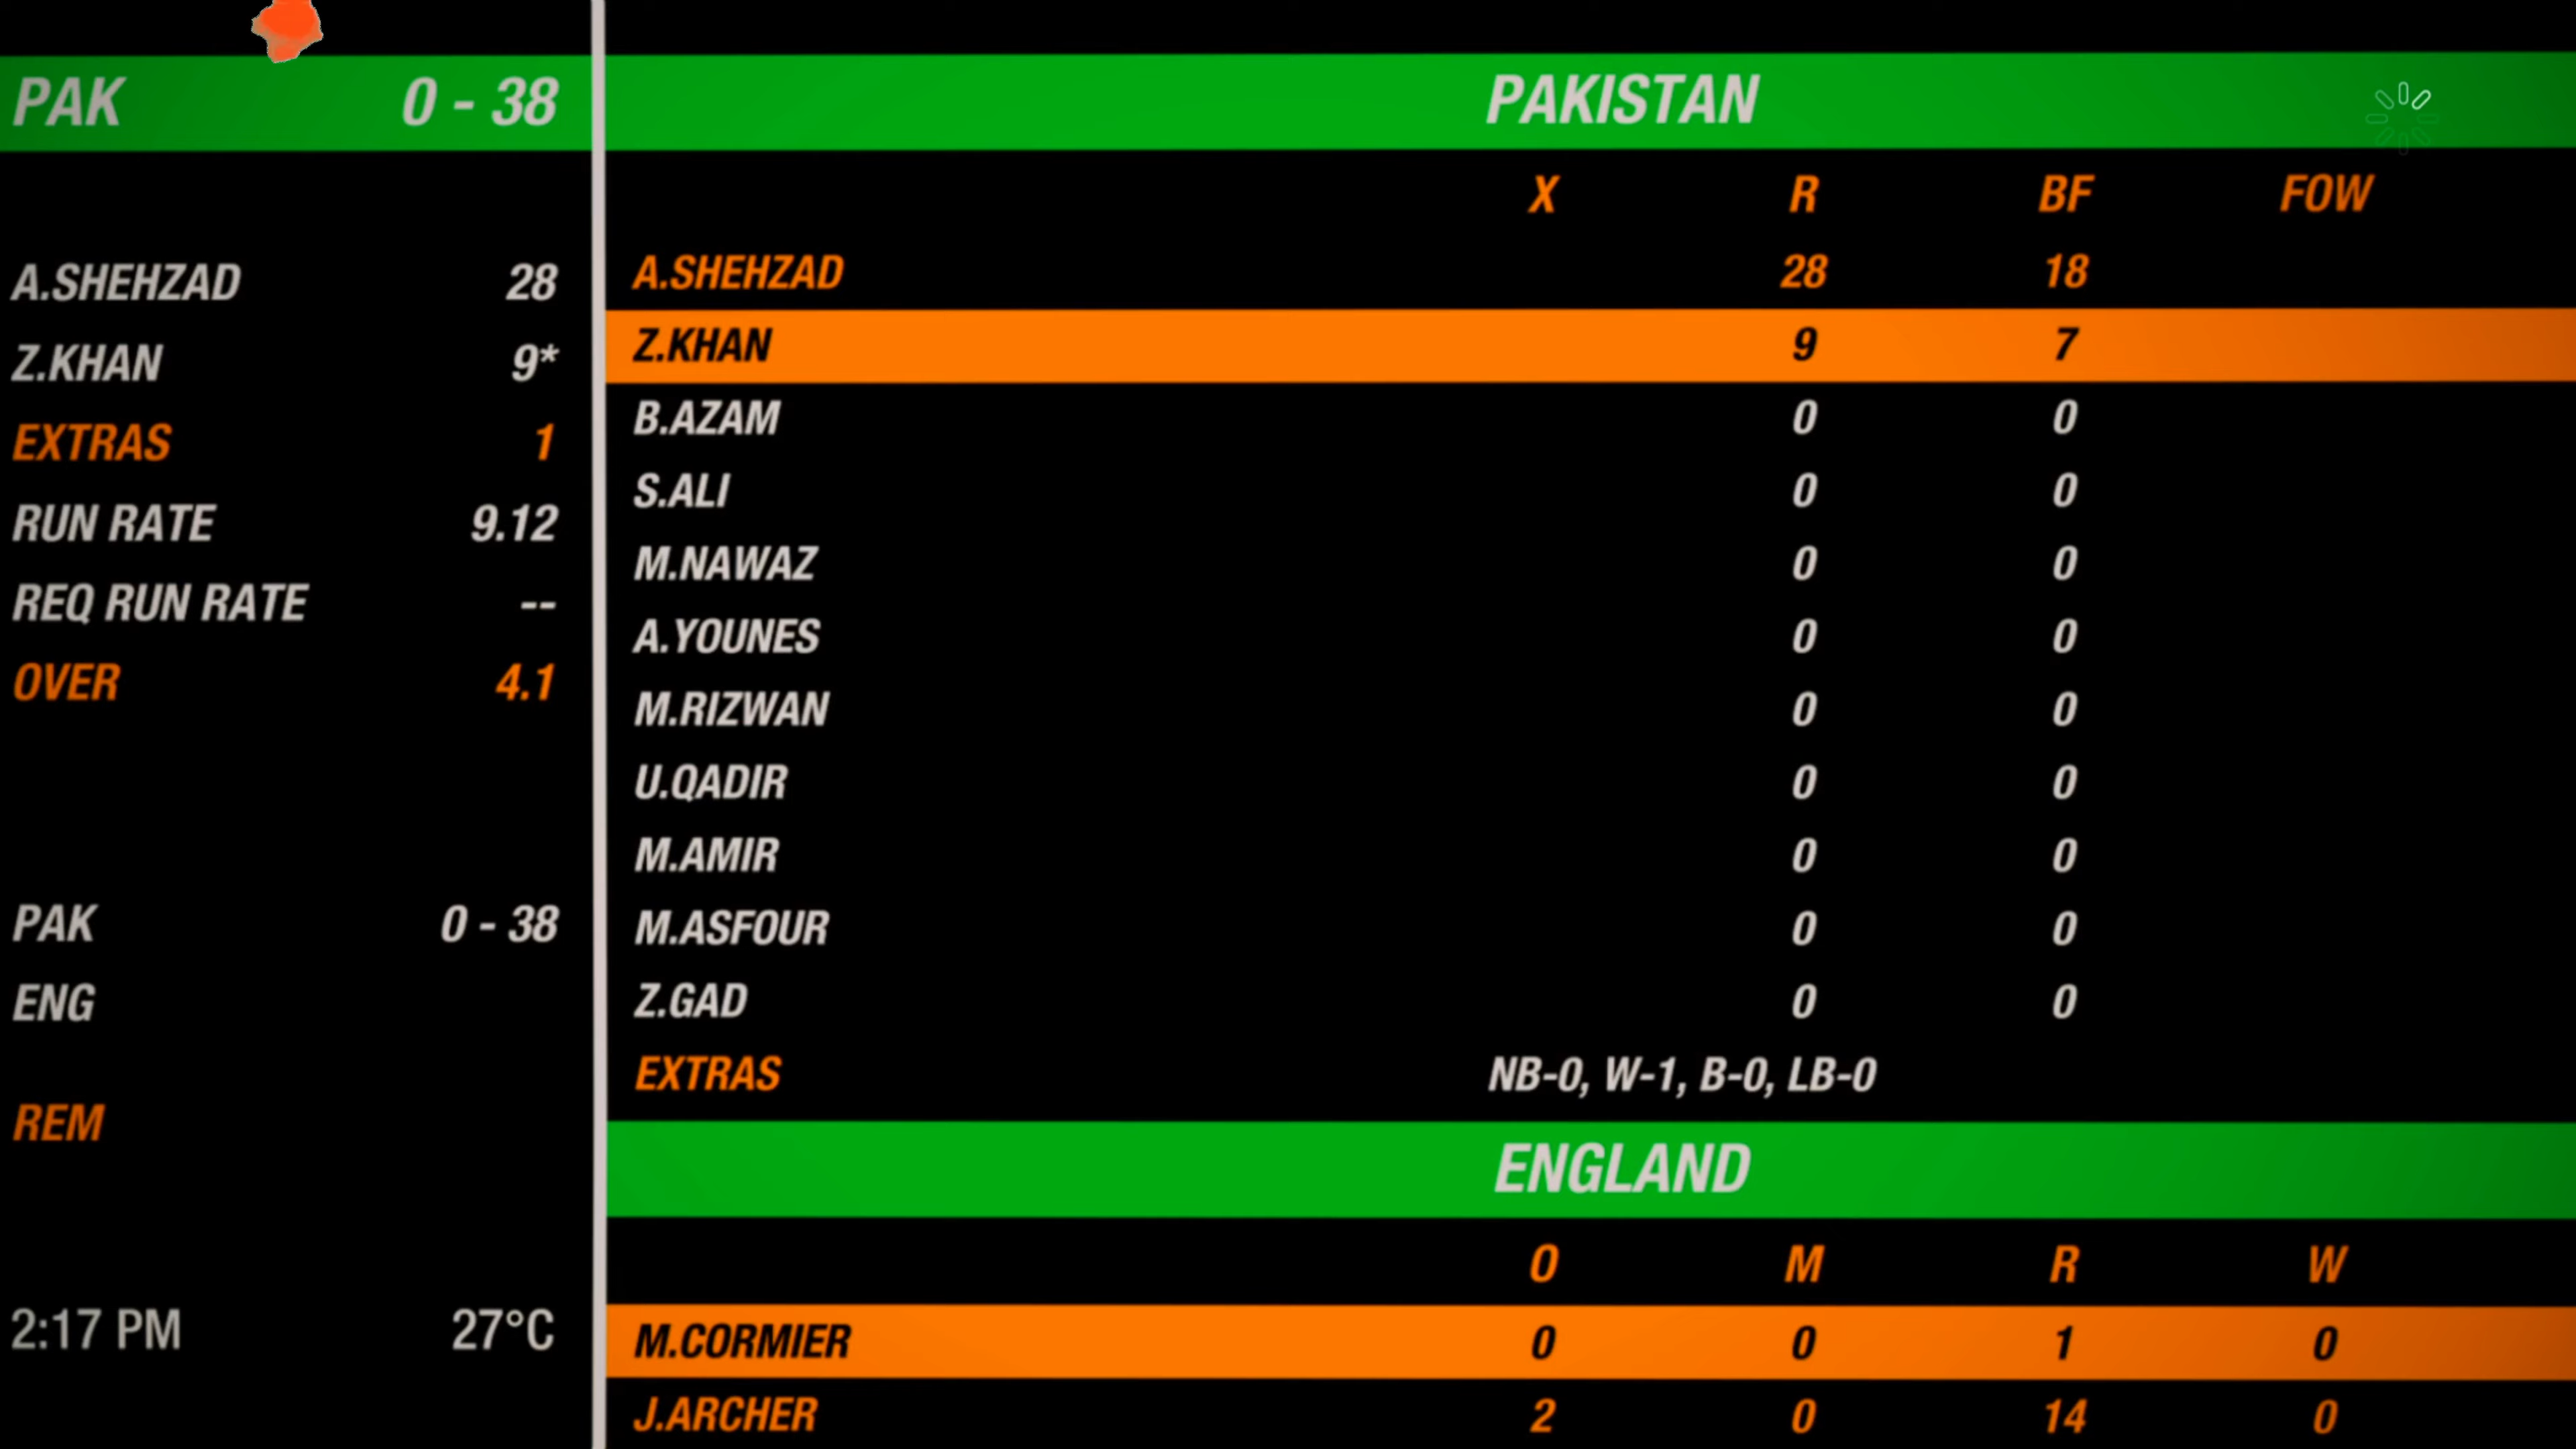 PAK 0 - 38
A.SHEHZAD 28
Z.KHAN 9*
EXTRAS 1
RUN RATE 9.12
REQ RUN RATE --
OVER 4.1
PAK 0 - 38
ENG
REM
2:17 PM 27°C
PAKISTAN
X R BF FOW
A.SHEHZAD 28 18
Z.KHAN 9 7
B.AZAM 0 0
S.ALI 0 0
M.NAWAZ 0 0
A.YOUNES 0 0
M.RIZWAN 0 0
U.QADIR 0 0
M.AMIR 0 0
M.ASFOUR 0 0
Z.GAD 0 0
EXTRAS NB-0, W-1, B-0, LB-0
ENGLAND
O M R W
M.CORMIER 0 0 1 0
J.ARCHER 2 0 14 0